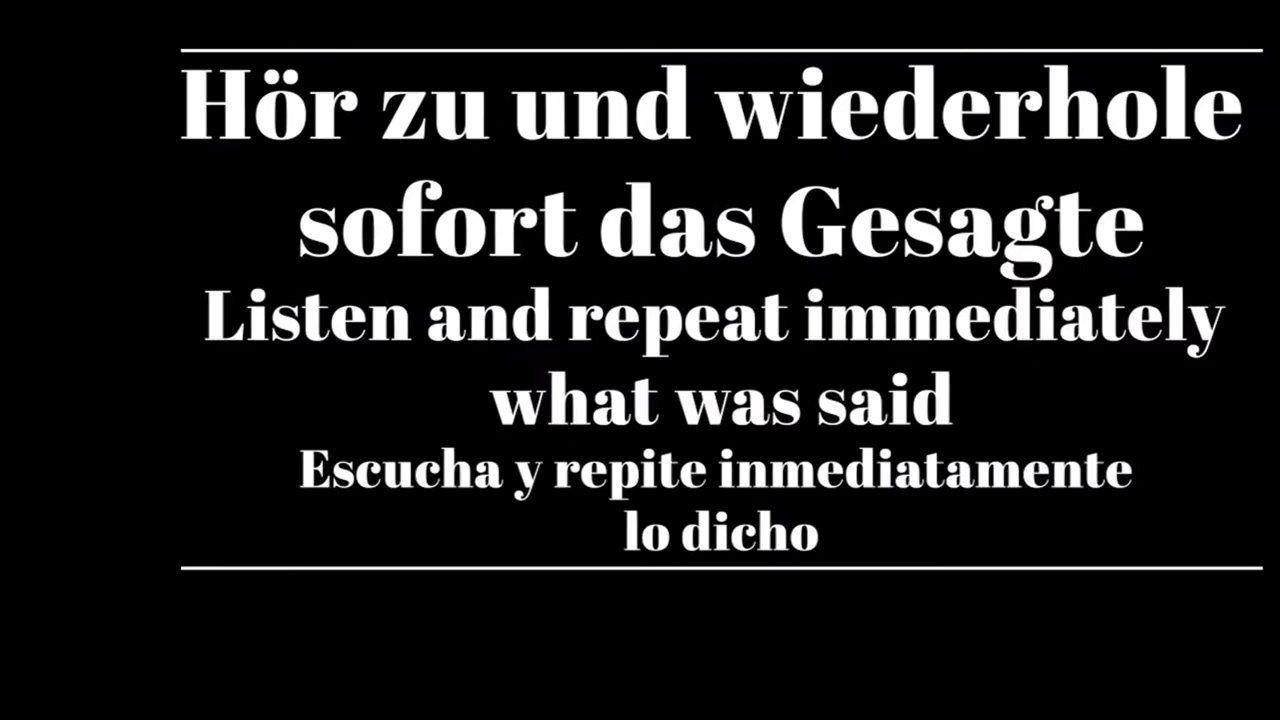 Hör zu und wiederhole
sofort das Gesagte
Listen and repeat immediately
what was said
Escucha y repite inmediatamente
lo dicho